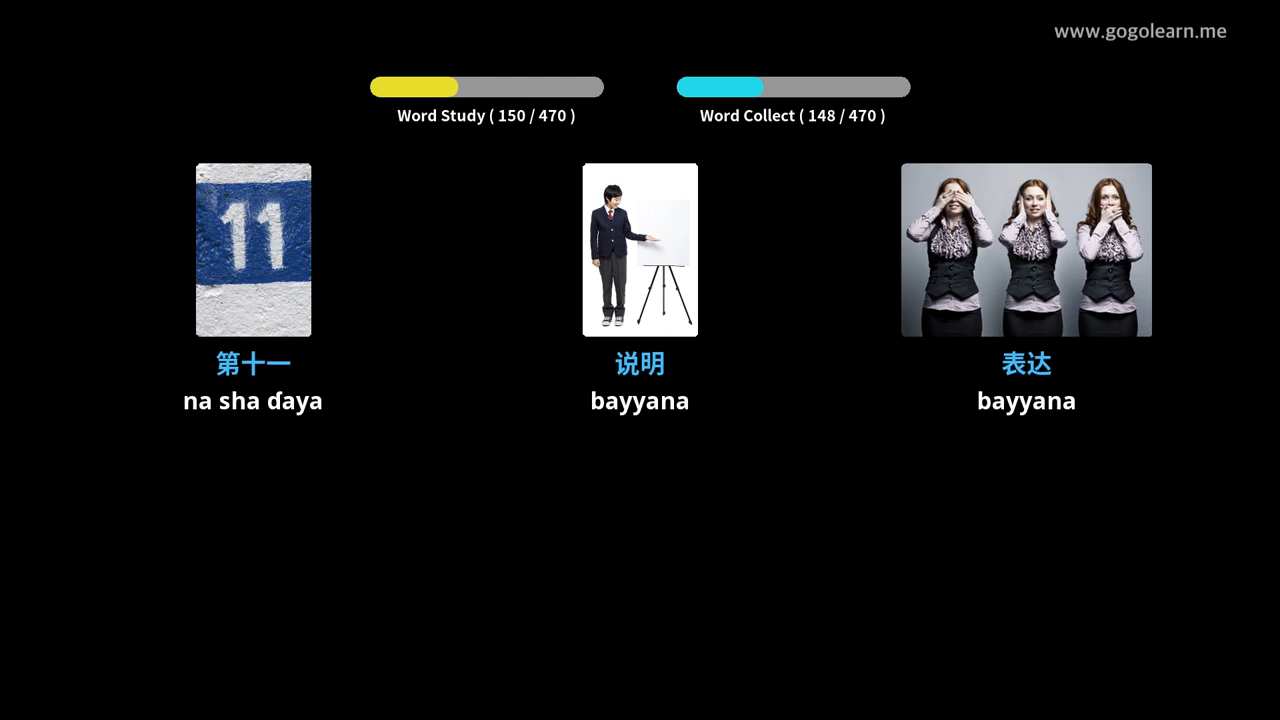 www.gogolearn.me
Word Study ( 150 / 470 )
Word Collect ( 148 / 470 )
11
第十一
说明
表达
na sha ɗaya
bayyana
bayyana